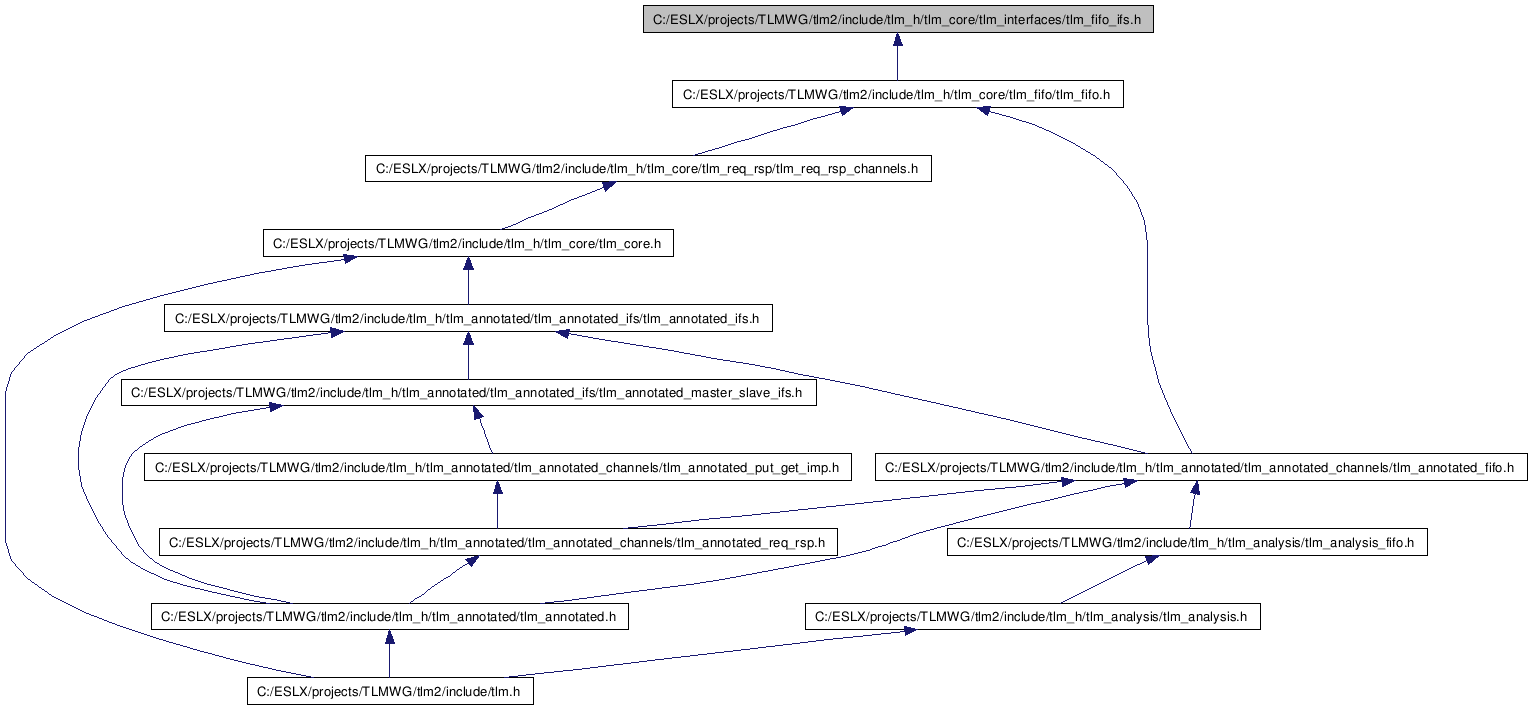 C:/ESLX/projects/TLMWG/tlm2/include/tlm_h/tlm_core/tlm_interfaces/tlm_fifo_ifs.h
C:/ESLX/projects/TLMWG/tlm2/include/tlm_h/tlm_core/tlm_fifo/tlm_fifo.h
C:/ESLX/projects/TLMWG/tlm2/include/tlm_h/tlm_core/tlm_req_rsp/tlm_req_rsp_channels.h
C:/ESLX/projects/TLMWG/tlm2/include/tlm_h/tlm_core/tlm_core.h
C:/ESLX/projects/TLMWG/tlm2/include/tlm_h/tlm_annotated/tlm_annotated_ifs/tlm_annotated_ifs.h
C:/ESLX/projects/TLMWG/tlm2/include/tlm_h/tlm_annotated/tlm_annotated_ifs/tlm_annotated_master_slave_ifs.h
C:/ESLX/projects/TLMWG/tlm2/include/tlm_h/tlm_annotated/tlm_annotated_channels/tlm_annotated_put_get_imp.h
C:/ESLX/projects/TLMWG/tlm2/include/tlm_h/tlm_annotated/tlm_annotated_channels/tlm_annotated_fifo.h
C:/ESLX/projects/TLMWG/tlm2/include/tlm_h/tlm_annotated/tlm_annotated_channels/tlm_annotated_req_rsp.h
C:/ESLX/projects/TLMWG/tlm2/include/tlm_h/tlm_analysis/tlm_analysis_fifo.h
C:/ESLX/projects/TLMWG/tlm2/include/tlm_h/tlm_annotated/tlm_annotated.h
C:/ESLX/projects/TLMWG/tlm2/include/tlm_h/tlm_analysis/tlm_analysis.h
C:/ESLX/projects/TLMWG/tlm2/include/tlm.h